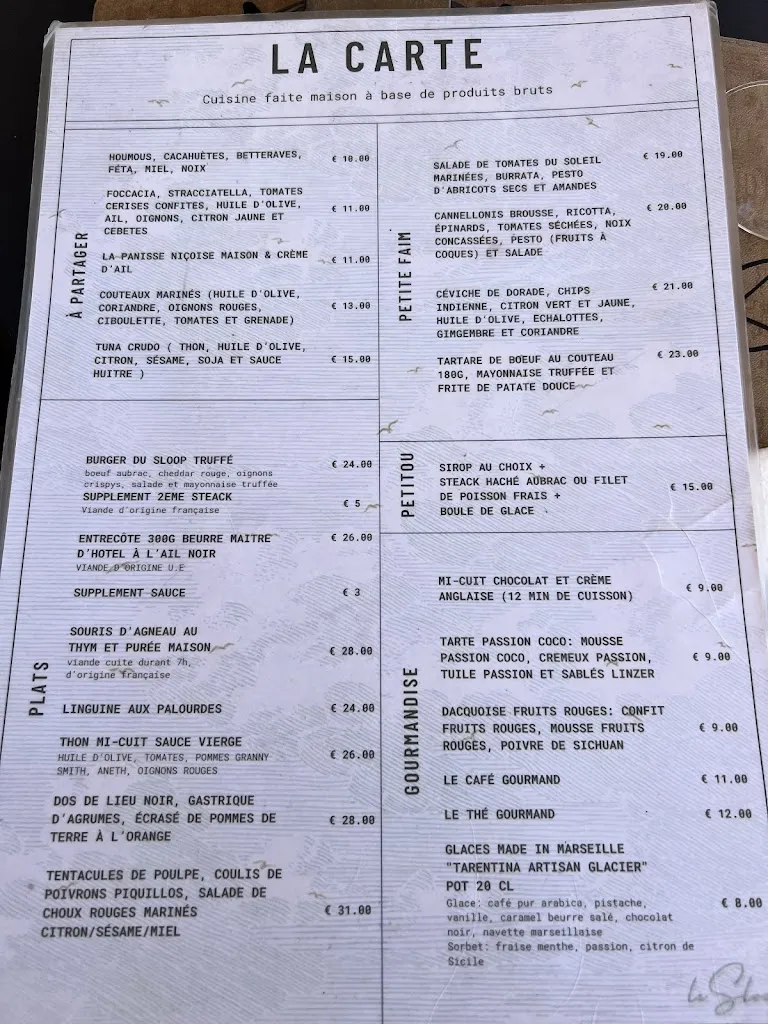 LA CARTE
Cuisine faite maison à base de produits bruts
À PARTAGER
HOUMOUS, CACAHUÈTES, BETTERAVES,
FÉTA, MIEL, NOIX
€ 10.00
FOCCACIA, STRACCIATELLA, TOMATES
CERISES CONFITES, HUILE D'OLIVE,
AIL, OIGNONS, CITRON JAUNE ET
CEBETES
€ 11.00
LA PANISSE NIÇOISE MAISON & CRÈME
D'AIL
€ 11.00
COUTEAUX MARINÉS (HUILE D'OLIVE,
CORIANDRE, OIGNONS ROUGES,
CIBOULETTE, TOMATES ET GRENADE)
€ 13.00
TUNA CRUDO ( THON, HUILE D'OLIVE,
CITRON, SÉSAME, SOJA ET SAUCE
HUITRE )
€ 15.00
PETITE FAIM
SALADE DE TOMATES DU SOLEIL
MARINÉES, BURRATA, PESTO
D'ABRICOTS SECS ET AMANDES
€ 19.00
CANNELLONIS BROUSSE, RICOTTA,
ÉPINARDS, TOMATES SÉCHÉES, NOIX
CONCASSÉES, PESTO (FRUITS À
COQUES) ET SALADE
€ 20.00
CÉVICHE DE DORADE, CHIPS
INDIENNE, CITRON VERT ET JAUNE,
HUILE D'OLIVE, ECHALOTTES,
GIMGEMBRE ET CORIANDRE
€ 21.00
TARTARE DE BOEUF AU COUTEAU
180G, MAYONNAISE TRUFFÉE ET
FRITE DE PATATE DOUCE
€ 23.00
PLATS
BURGER DU SLOOP TRUFFÉ
boeuf aubrac, cheddar rouge, oignons
crispys, salade et mayonnaise truffée
€ 24.00
SUPPLEMENT 2EME STEACK
Viande d'origine française
€ 5
ENTRECÔTE 300G BEURRE MAITRE
D'HOTEL À L'AIL NOIR
VIANDE D'ORIGINE U.E
€ 26.00
SUPPLEMENT SAUCE
€ 3
SOURIS D'AGNEAU AU
THYM ET PURÉE MAISON
viande cuite durant 7h,
d'origine française
€ 28.00
LINGUINE AUX PALOURDES
€ 24.00
THON MI-CUIT SAUCE VIERGE
HUILE D'OLIVE, TOMATES, POMMES GRANNY
SMITH, ANETH, OIGNONS ROUGES
€ 26.00
DOS DE LIEU NOIR, GASTRIQUE
D'AGRUMES, ÉCRASÉ DE POMMES DE
TERRE À L'ORANGE
€ 28.00
TENTACULES DE POULPE, COULIS DE
POIVRONS PIQUILLOS, SALADE DE
CHOUX ROUGES MARINÉS
CITRON/SÉSAME/MIEL
€ 31.00
PETITOU
SIROP AU CHOIX +
STEACK HACHÉ AUBRAC OU FILET
DE POISSON FRAIS +
BOULE DE GLACE
€ 15.00
GOURMANDISE
MI-CUIT CHOCOLAT ET CRÈME
ANGLAISE (12 MIN DE CUISSON)
€ 9.00
TARTE PASSION COCO: MOUSSE
PASSION COCO, CREMEUX PASSION,
TUILE PASSION ET SABLÉS LINZER
€ 9.00
DACQUOISE FRUITS ROUGES: CONFIT
FRUITS ROUGES, MOUSSE FRUITS
ROUGES, POIVRE DE SICHUAN
€ 9.00
LE CAFÉ GOURMAND
€ 11.00
LE THÉ GOURMAND
€ 12.00
GLACES MADE IN MARSEILLE
"TARENTINA ARTISAN GLACIER"
POT 20 CL
Glace: café pur arabica, pistache,
vanille, caramel beurre salé, chocolat
noir, navette marseillaise
Sorbet: fraise menthe, passion, citron de
Sicile
€ 8.00